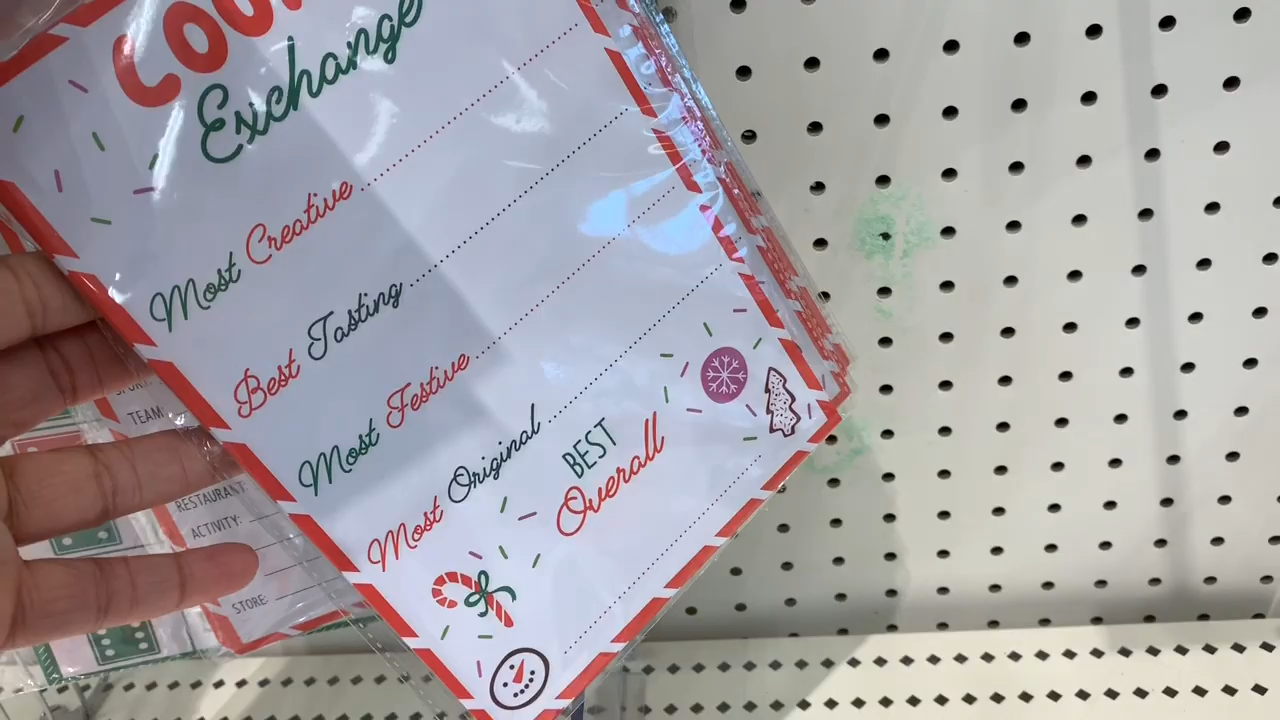 Exchange
Most Creative
Best Tasting
Most Festive
Most Original
BEST
Overall
TEAM
RESTAURANT
ACTIVITY:
STORE: